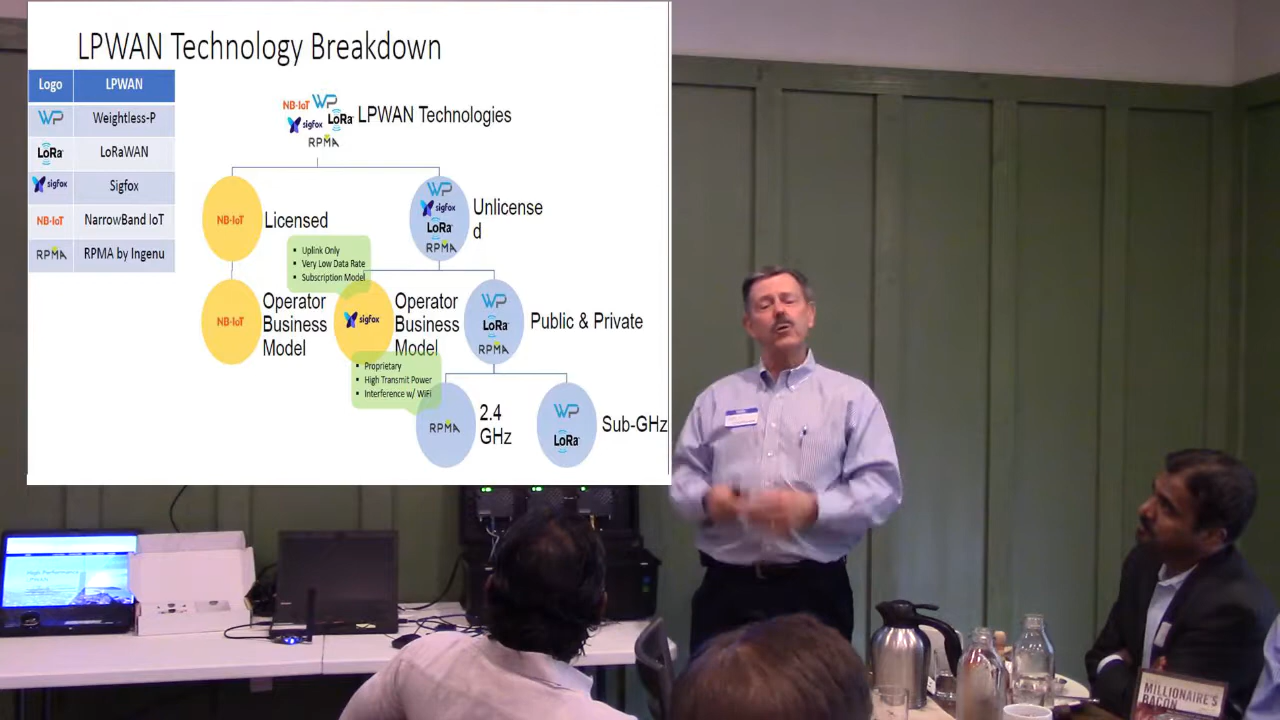 LPWAN Technology Breakdown
Logo LPWAN
WP Weightless-P
LoRa LoRaWAN
sigfox Sigfox
NB-IoT NarrowBand IoT
RPMA RPMA by Ingenu
NB-IoT WP
sigfox LoRa LPWAN Technologies
RPMA
NB-IoT Licensed
WP
sigfox
LoRa
RPMA
Unlicense
d
Uplink Only
Very Low Data Rate
Subscription Model
NB-IoT
Operator
Business
Model
sigfox
Operator
Business
Model
WP
LoRa
RPMA
Public & Private
Proprietary
High Transmit Power
Interference w/ WiFi
RPMA
2.4
GHz
WP
LoRa
Sub-GHz
High Performance
MILLIONAIRE'S
BACON